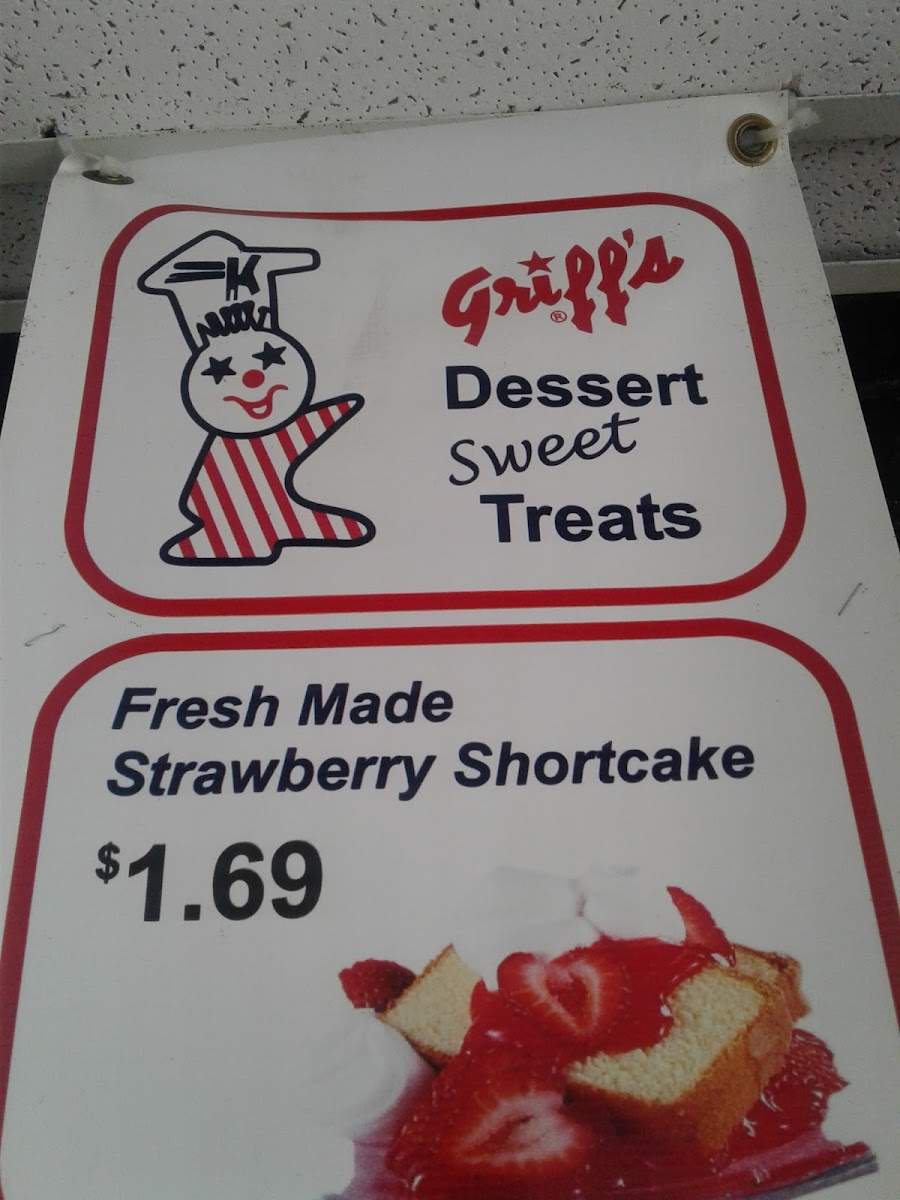 Griff's
®
Dessert
Sweet
Treats
Fresh Made
Strawberry Shortcake
$1.69